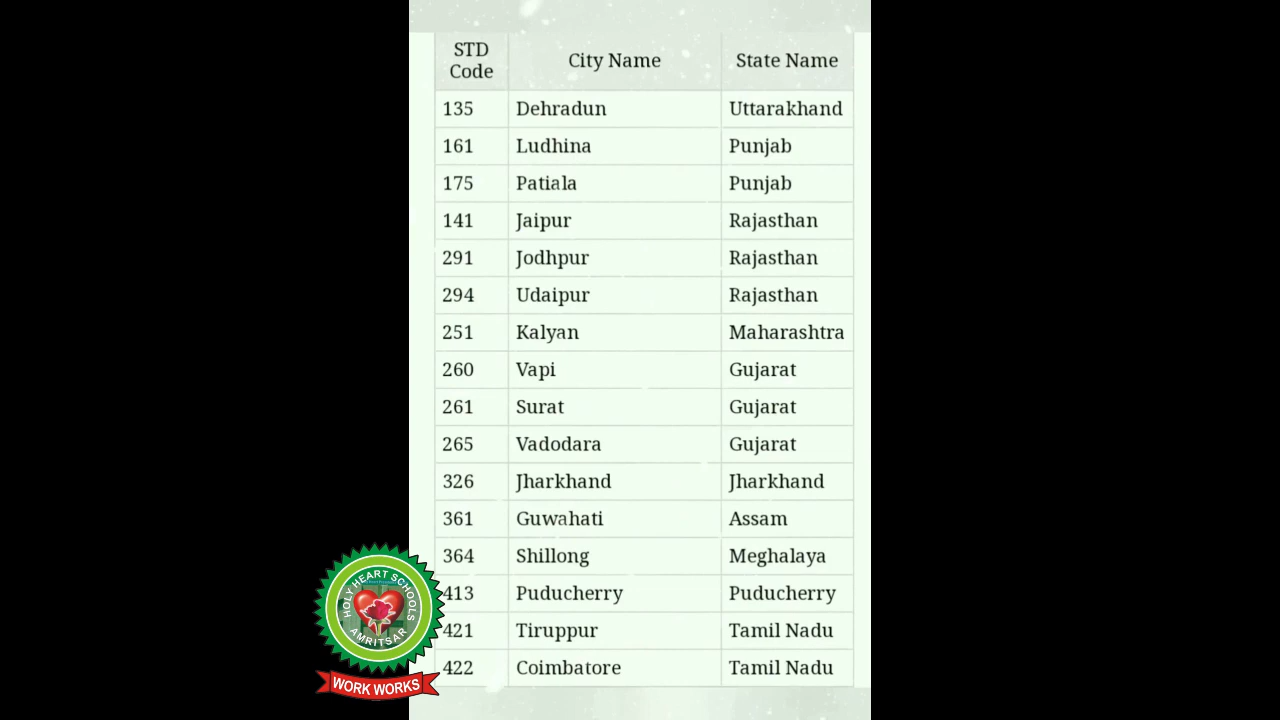 STD Code City Name State Name
135 Dehradun Uttarakhand
161 Ludhina Punjab
175 Patiala Punjab
141 Jaipur Rajasthan
291 Jodhpur Rajasthan
294 Udaipur Rajasthan
251 Kalyan Maharashtra
260 Vapi Gujarat
261 Surat Gujarat
265 Vadodara Gujarat
326 Jharkhand Jharkhand
361 Guwahati Assam
364 Shillong Meghalaya
413 Puducherry Puducherry
421 Tiruppur Tamil Nadu
422 Coimbatore Tamil Nadu
HOLY HEART SCHOOLS
AMRITSAR
WORK WORKS